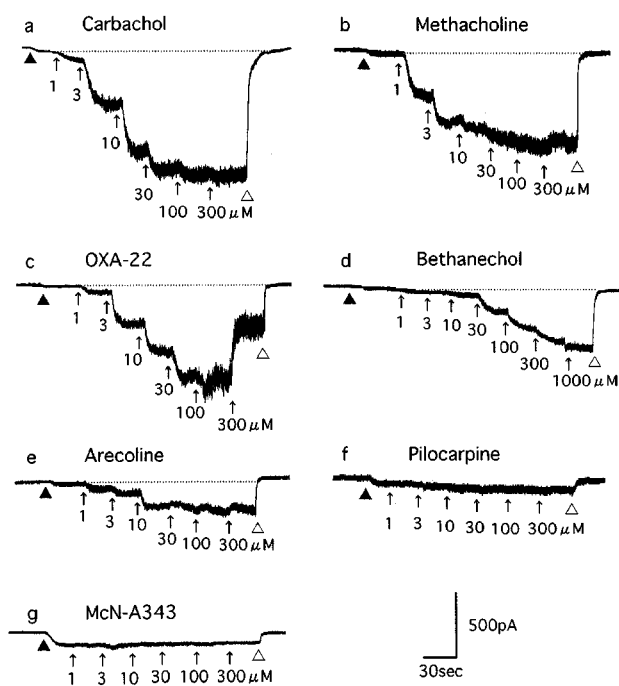 a Carbachol
1 3 10 30 100 300 μM
b Methacholine
1 3 10 30 100 300 μM
c OXA-22
1 3 10 30 100 300 μM
d Bethanechol
1 3 10 30 100 300 1000 μM
e Arecoline
1 3 10 30 100 300 μM
f Pilocarpine
1 3 10 30 100 300 μM
g McN-A343
1 3 10 30 100 300 μM
500pA
30sec